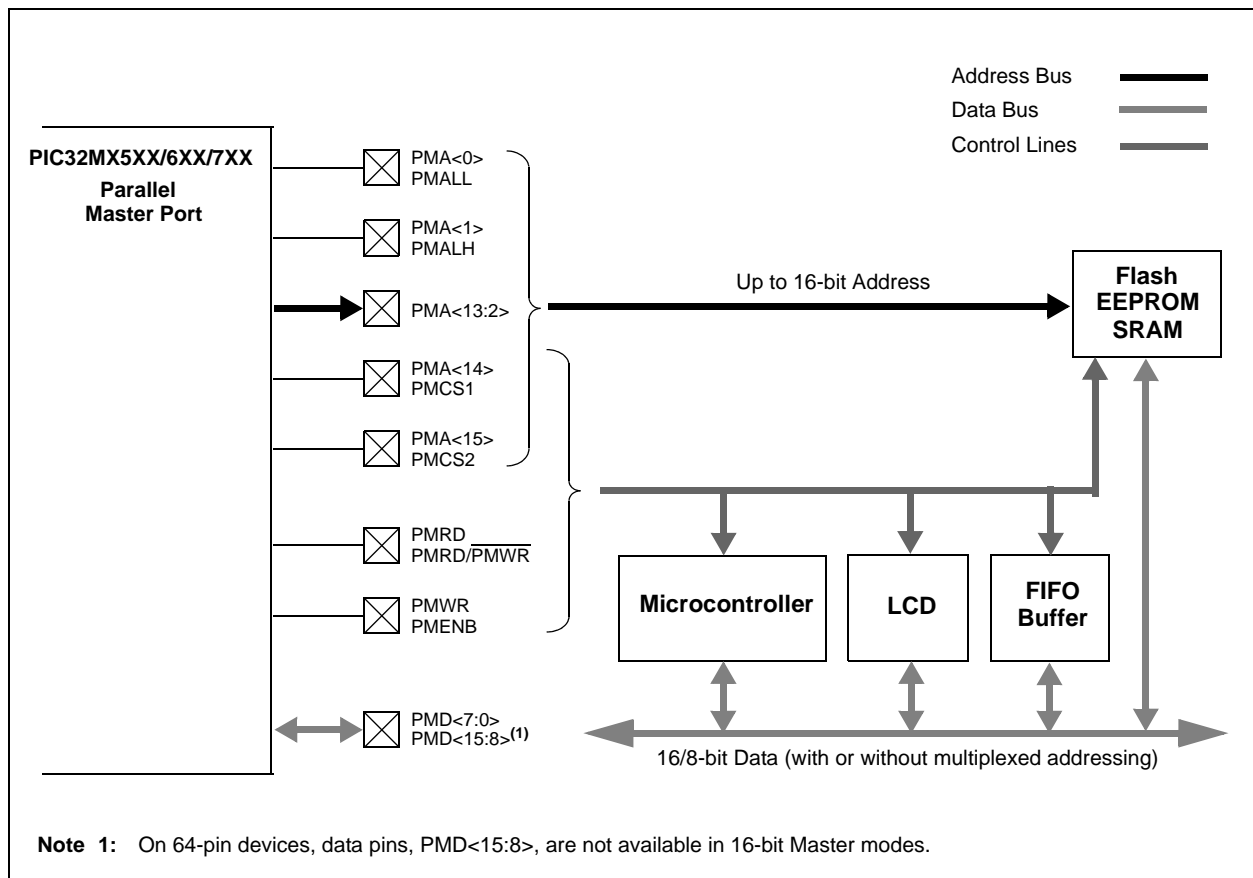 Address Bus
Data Bus
Control Lines
PIC32MX5XX/6XX/7XX
Parallel
Master Port
PMA<0>
PMALL
PMA<1>
PMALH
PMA<13:2>
PMA<14>
PMCS1
PMA<15>
PMCS2
PMRD
PMRD/PMWR
PMWR
PMENB
PMD<7:0>
PMD<15:8>(1)
Up to 16-bit Address
Flash
EEPROM
SRAM
Microcontroller
LCD
FIFO
Buffer
16/8-bit Data (with or without multiplexed addressing)
Note 1: On 64-pin devices, data pins, PMD<15:8>, are not available in 16-bit Master modes.